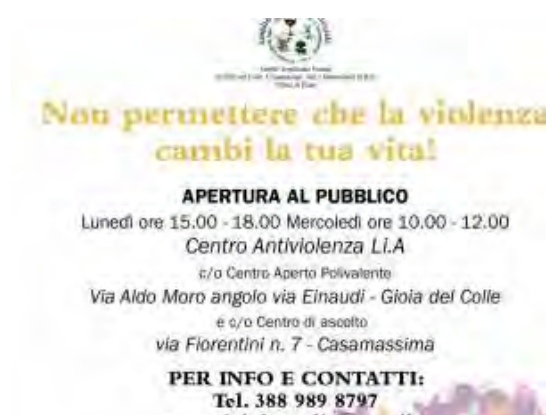 Non permettere che la violenza
cambi la tua vita!
APERTURA AL PUBBLICO
Lunedì ore 15.00 - 18.00 Mercoledì ore 10.00 - 12.00
Centro Antiviolenza Li.A
c/o Centro Aperto Polivalente
Via Aldo Moro angolo via Einaudi - Gioia del Colle
e c/o Centro di ascolto
via Fiorentini n. 7 - Casamassima
PER INFO E CONTATTI:
Tel. 388 989 8797